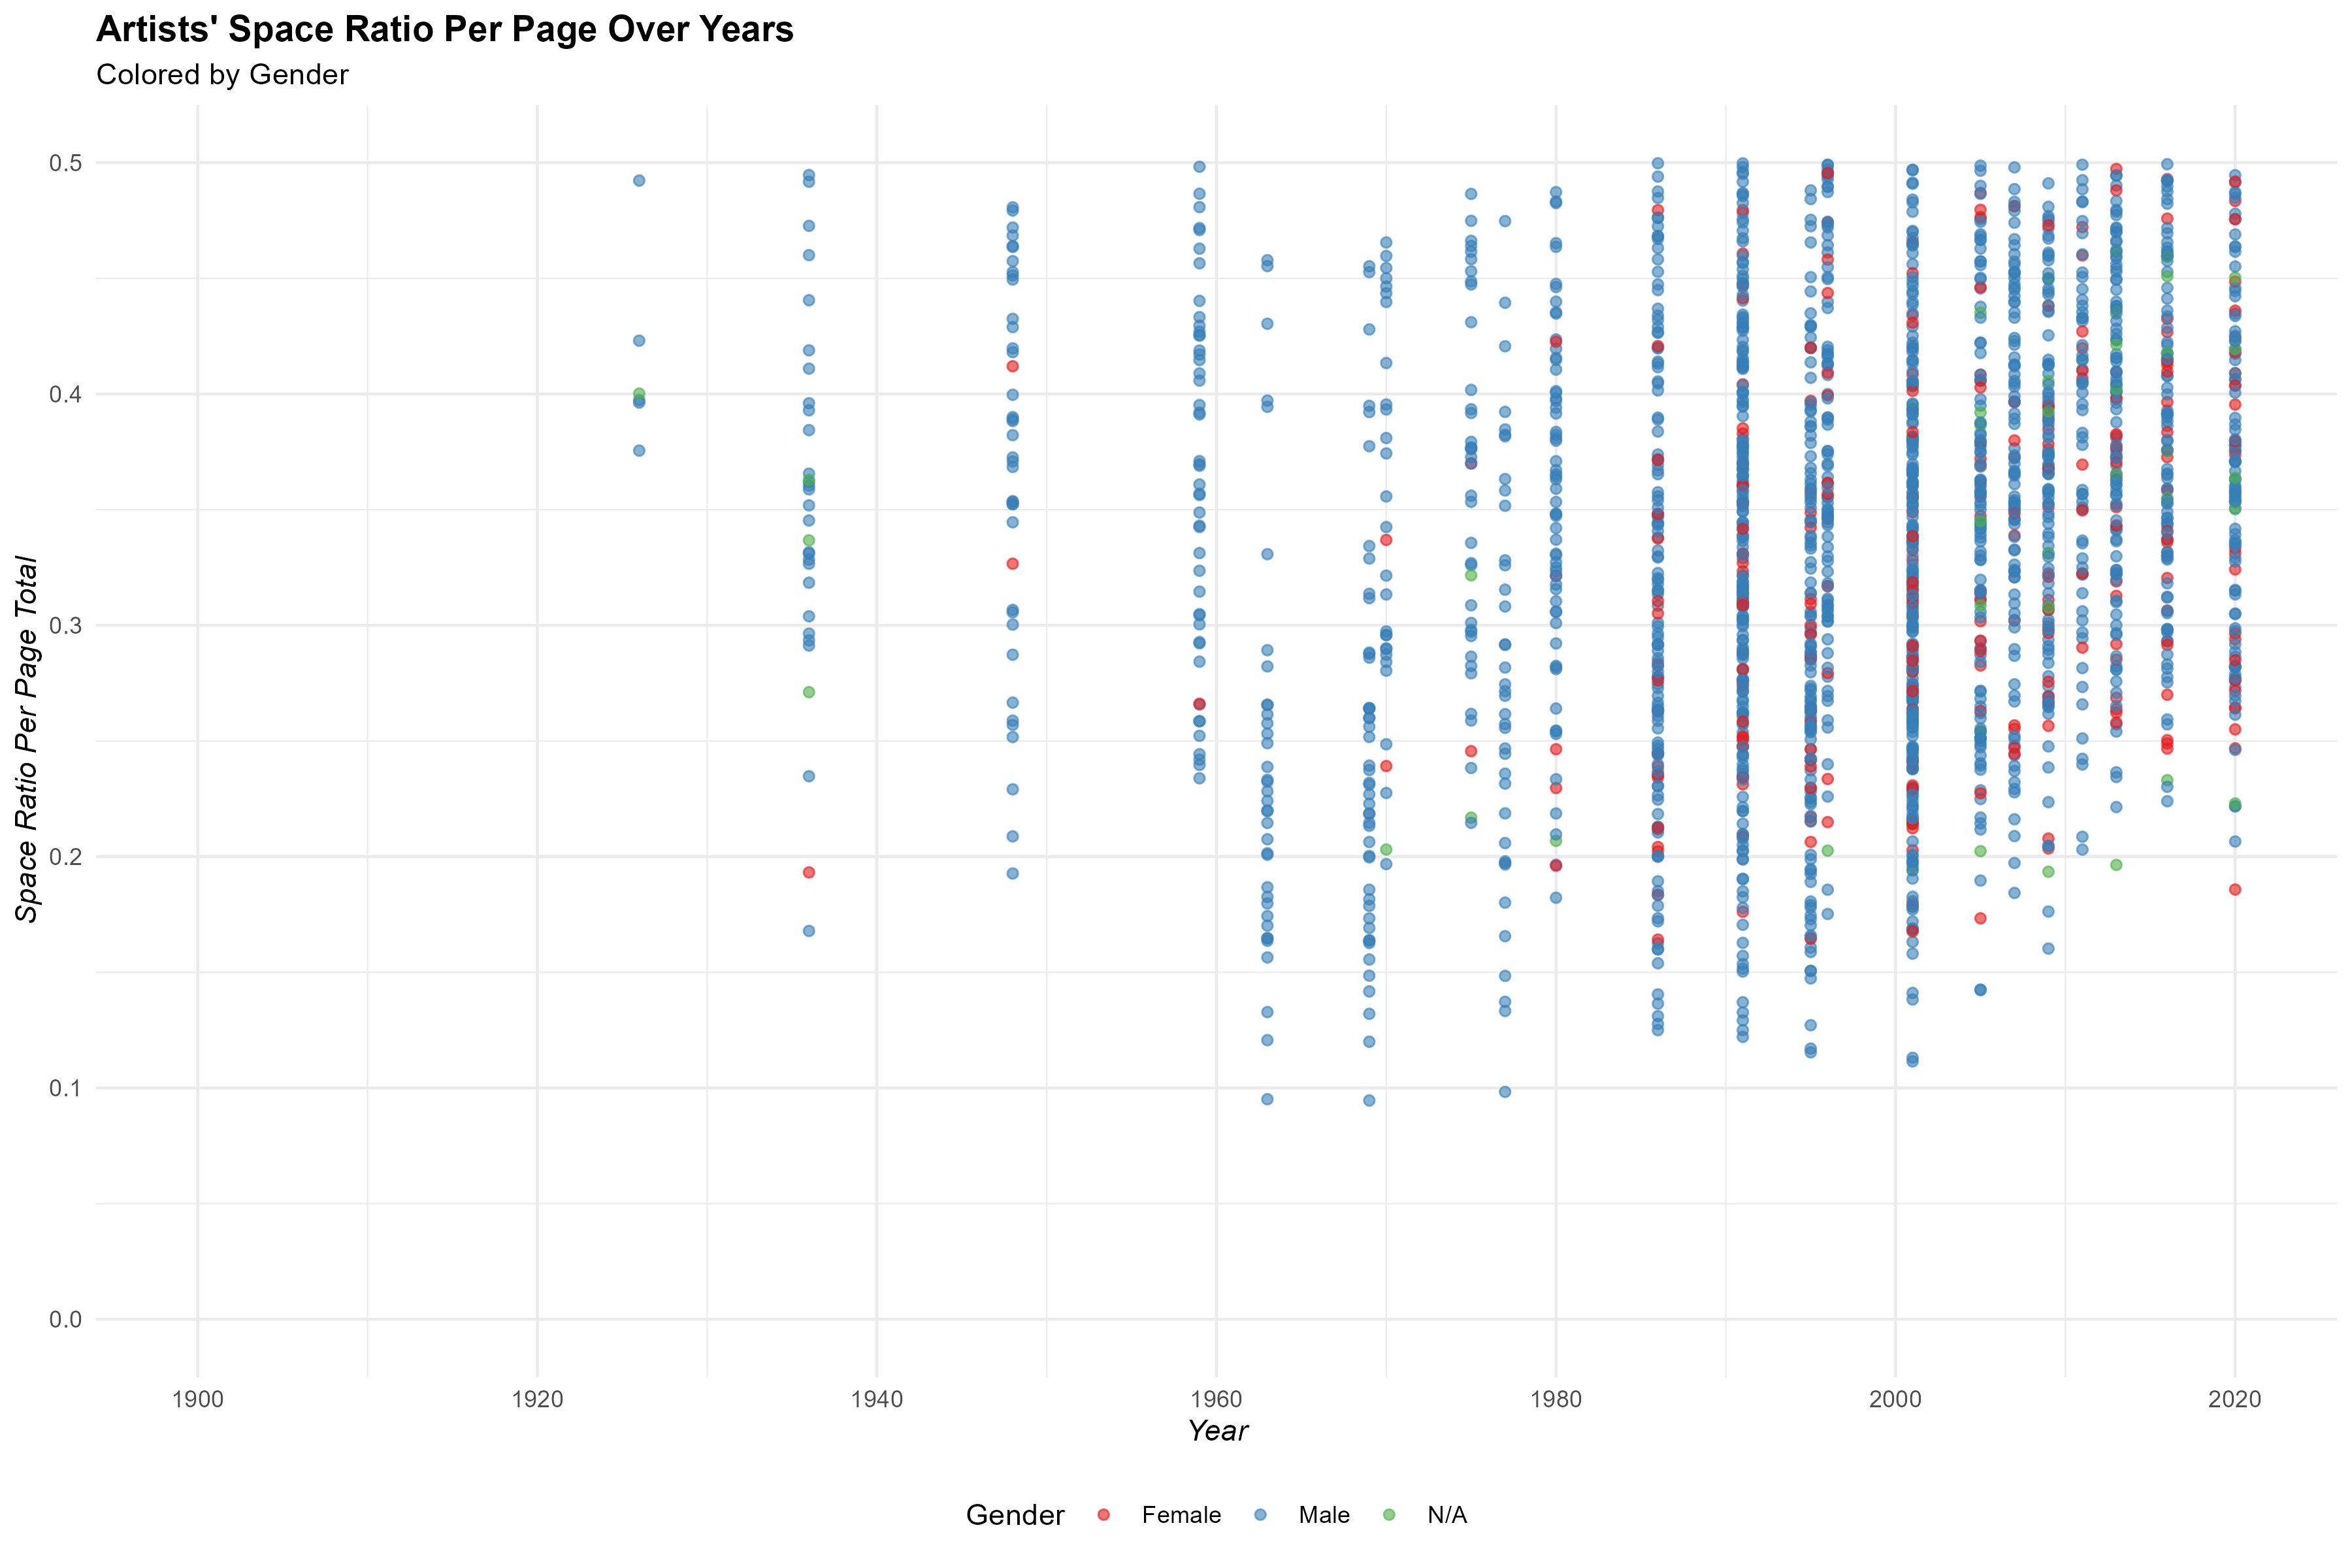 Artists' Space Ratio Per Page Over Years
Colored by Gender
Space Ratio Per Page Total
0.5
0.4
0.3
0.2
0.1
0.0
1900 1920 1940 1960 1980 2000 2020
Year
Gender Female Male N/A